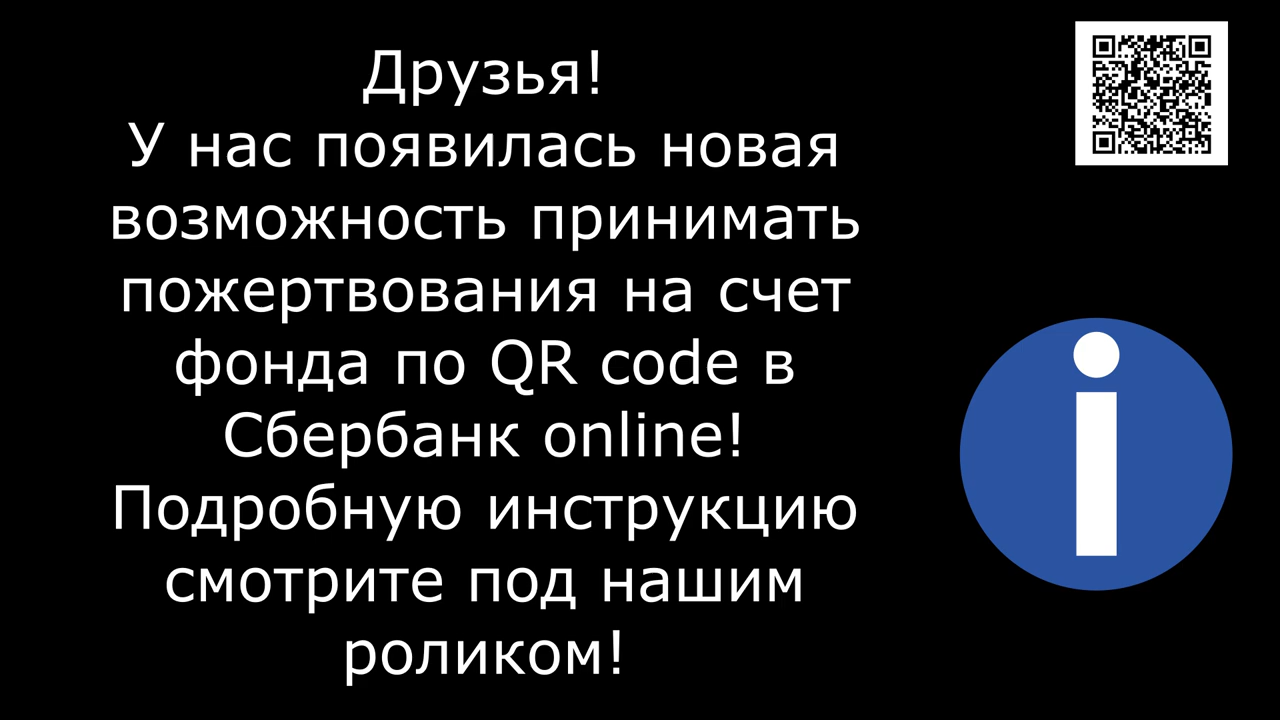 Друзья!
У нас появилась новая
возможность принимать
пожертвования на счет
фонда по QR code в
Сбербанк online!
Подробную инструкцию
смотрите под нашим
роликом!